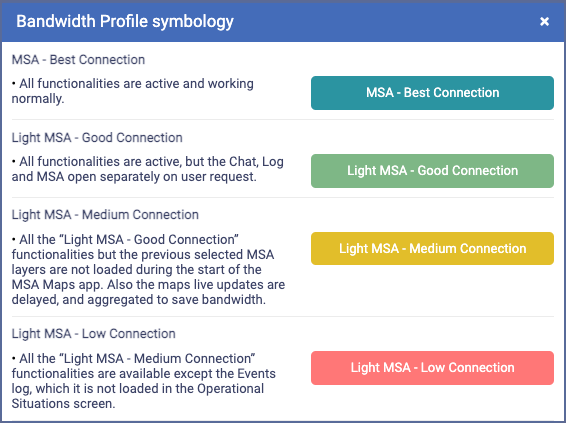 Bandwidth Profile symbology ×
MSA - Best Connection
• All functionalities are active and working
normally.
MSA - Best Connection
Light MSA - Good Connection
• All functionalities are active, but the Chat, Log
and MSA open separately on user request.
Light MSA - Good Connection
Light MSA - Medium Connection
• All the “Light MSA - Good Connection”
functionalities but the previous selected MSA
layers are not loaded during the start of the
MSA Maps app. Also the maps live updates are
delayed, and aggregated to save bandwidth.
Light MSA - Medium Connection
Light MSA - Low Connection
• All the “Light MSA - Medium Connection”
functionalities are available except the Events
log, which it is not loaded in the Operational
Situations screen.
Light MSA - Low Connection